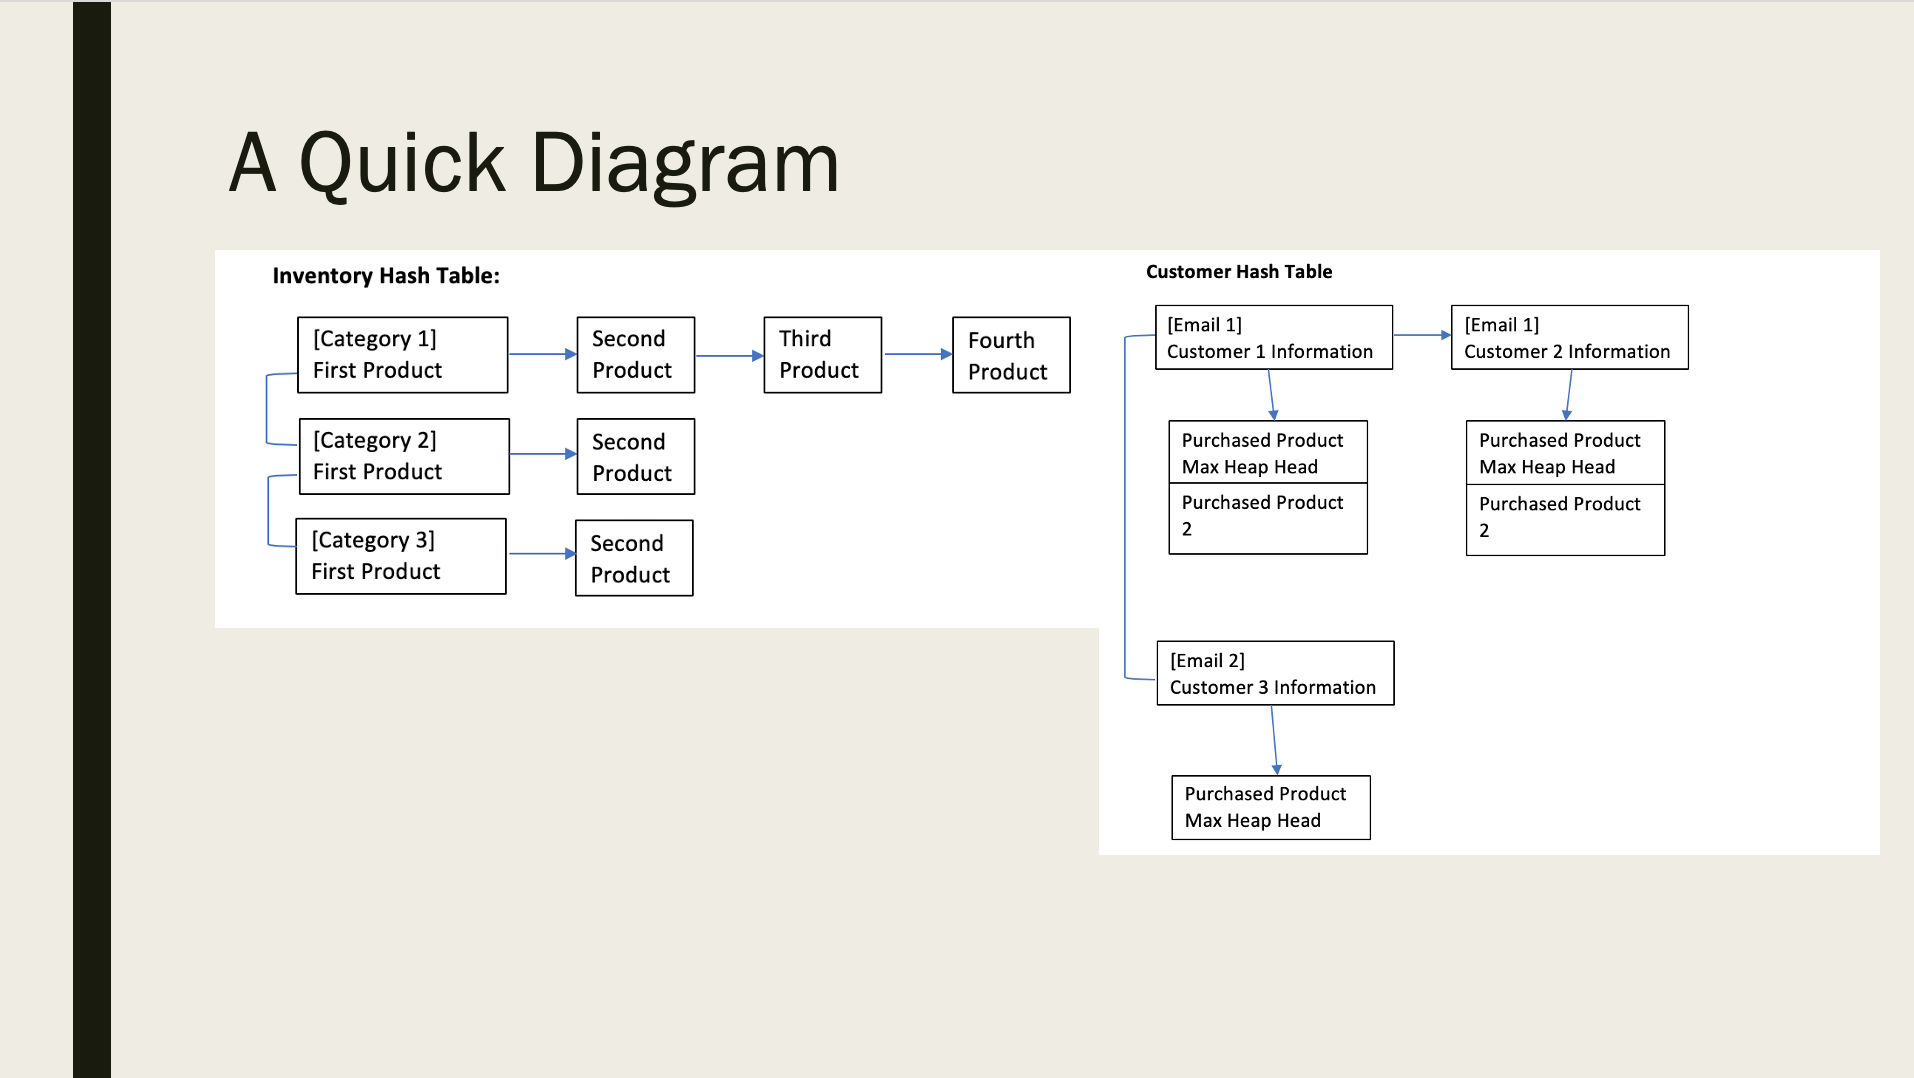 A Quick Diagram
Inventory Hash Table:
[Category 1]
First Product
Second
Product
Third
Product
Fourth
Product
[Category 2]
First Product
Second
Product
[Category 3]
First Product
Second
Product
Customer Hash Table
[Email 1]
Customer 1 Information
[Email 1]
Customer 2 Information
Purchased Product
Max Heap Head
Purchased Product
2
Purchased Product
Max Heap Head
Purchased Product
2
[Email 2]
Customer 3 Information
Purchased Product
Max Heap Head